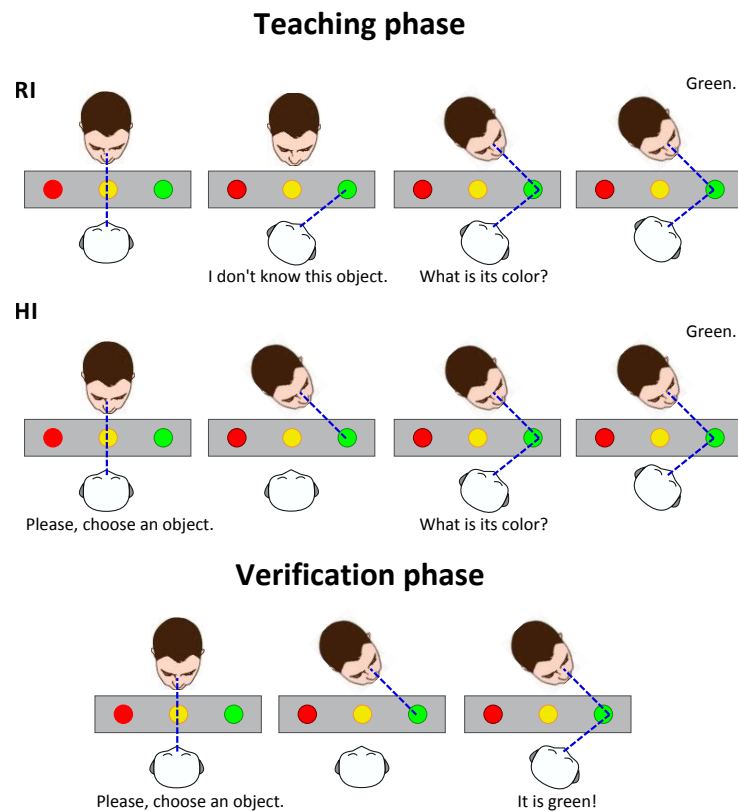 Teaching phase
RI
Green.
I don't know this object.
What is its color?
HI
Green.
Please, choose an object.
What is its color?
Verification phase
Please, choose an object.
It is green!